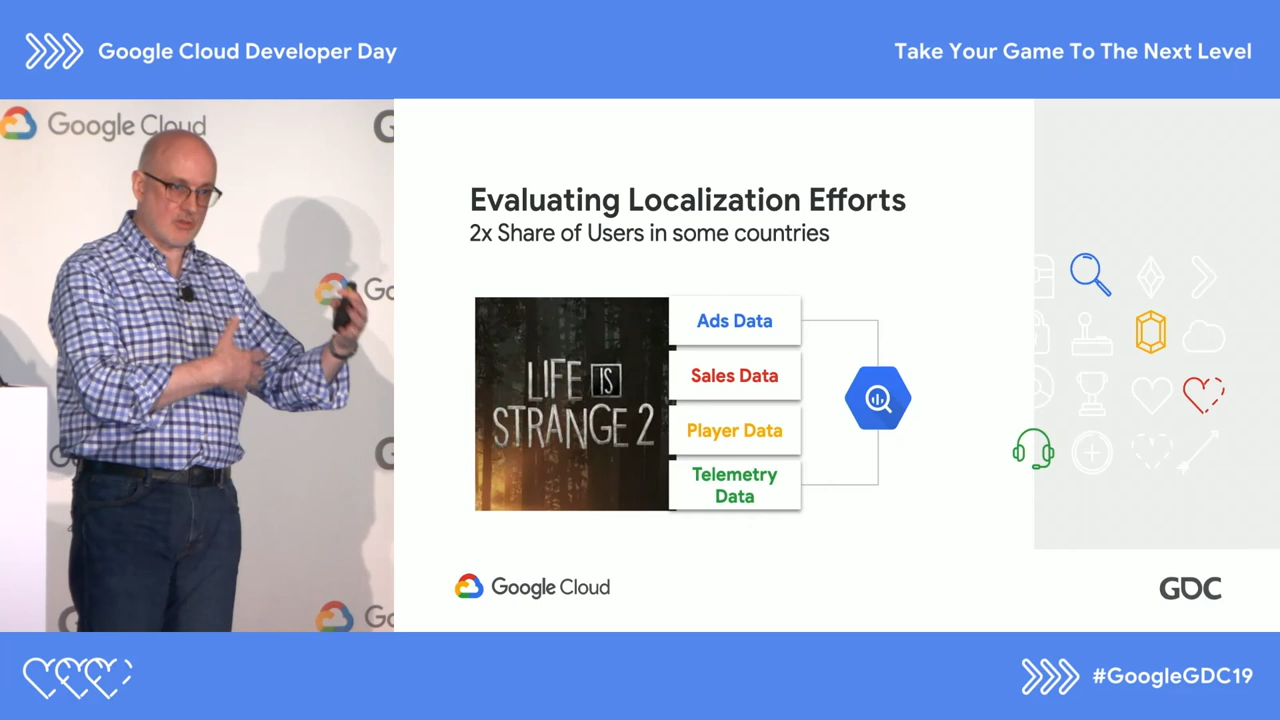 Google Cloud Developer Day
Take Your Game To The Next Level
Google Cloud
G
Go
G
G
G
Go
Evaluating Localization Efforts
2x Share of Users in some countries
LIFE IS
STRANGE 2
Ads Data
Sales Data
Player Data
Telemetry
Data
Google Cloud
GDC
#GoogleGDC19